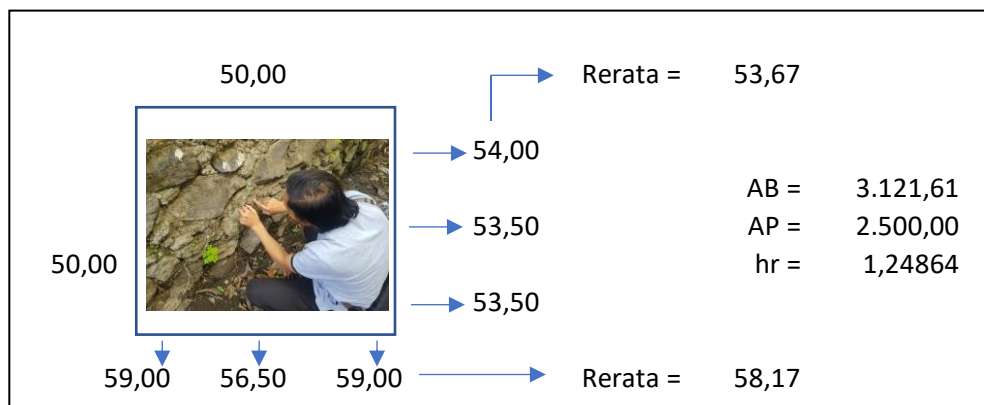 50,00 Rerata = 53,67
54,00
AB = 3.121,61
53,50 AP = 2.500,00
50,00 hr = 1,24864
53,50
59,00 56,50 59,00 Rerata = 58,17